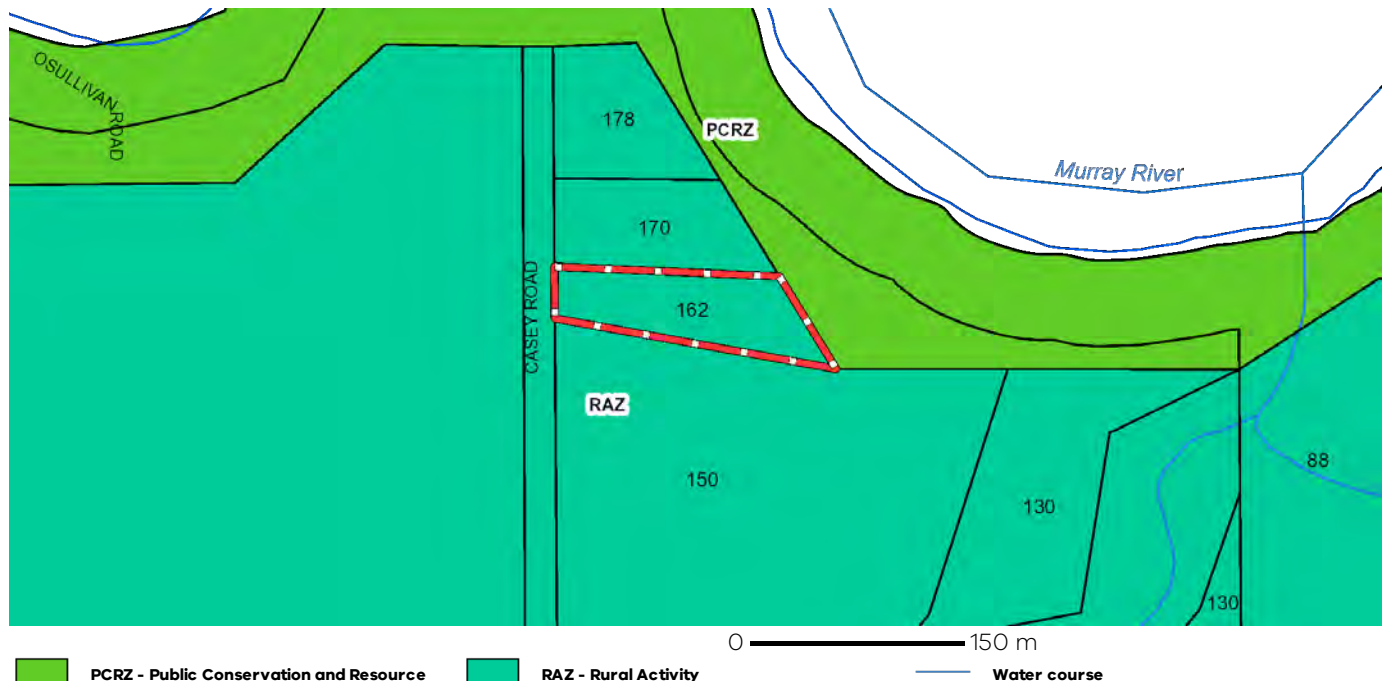 OSULLIVAN ROAD
178
PCRZ
Murray River
170
CASEY ROAD
162
RAZ
150
88
130
130
0 150 m
PCRZ - Public Conservation and Resource RAZ - Rural Activity Water course